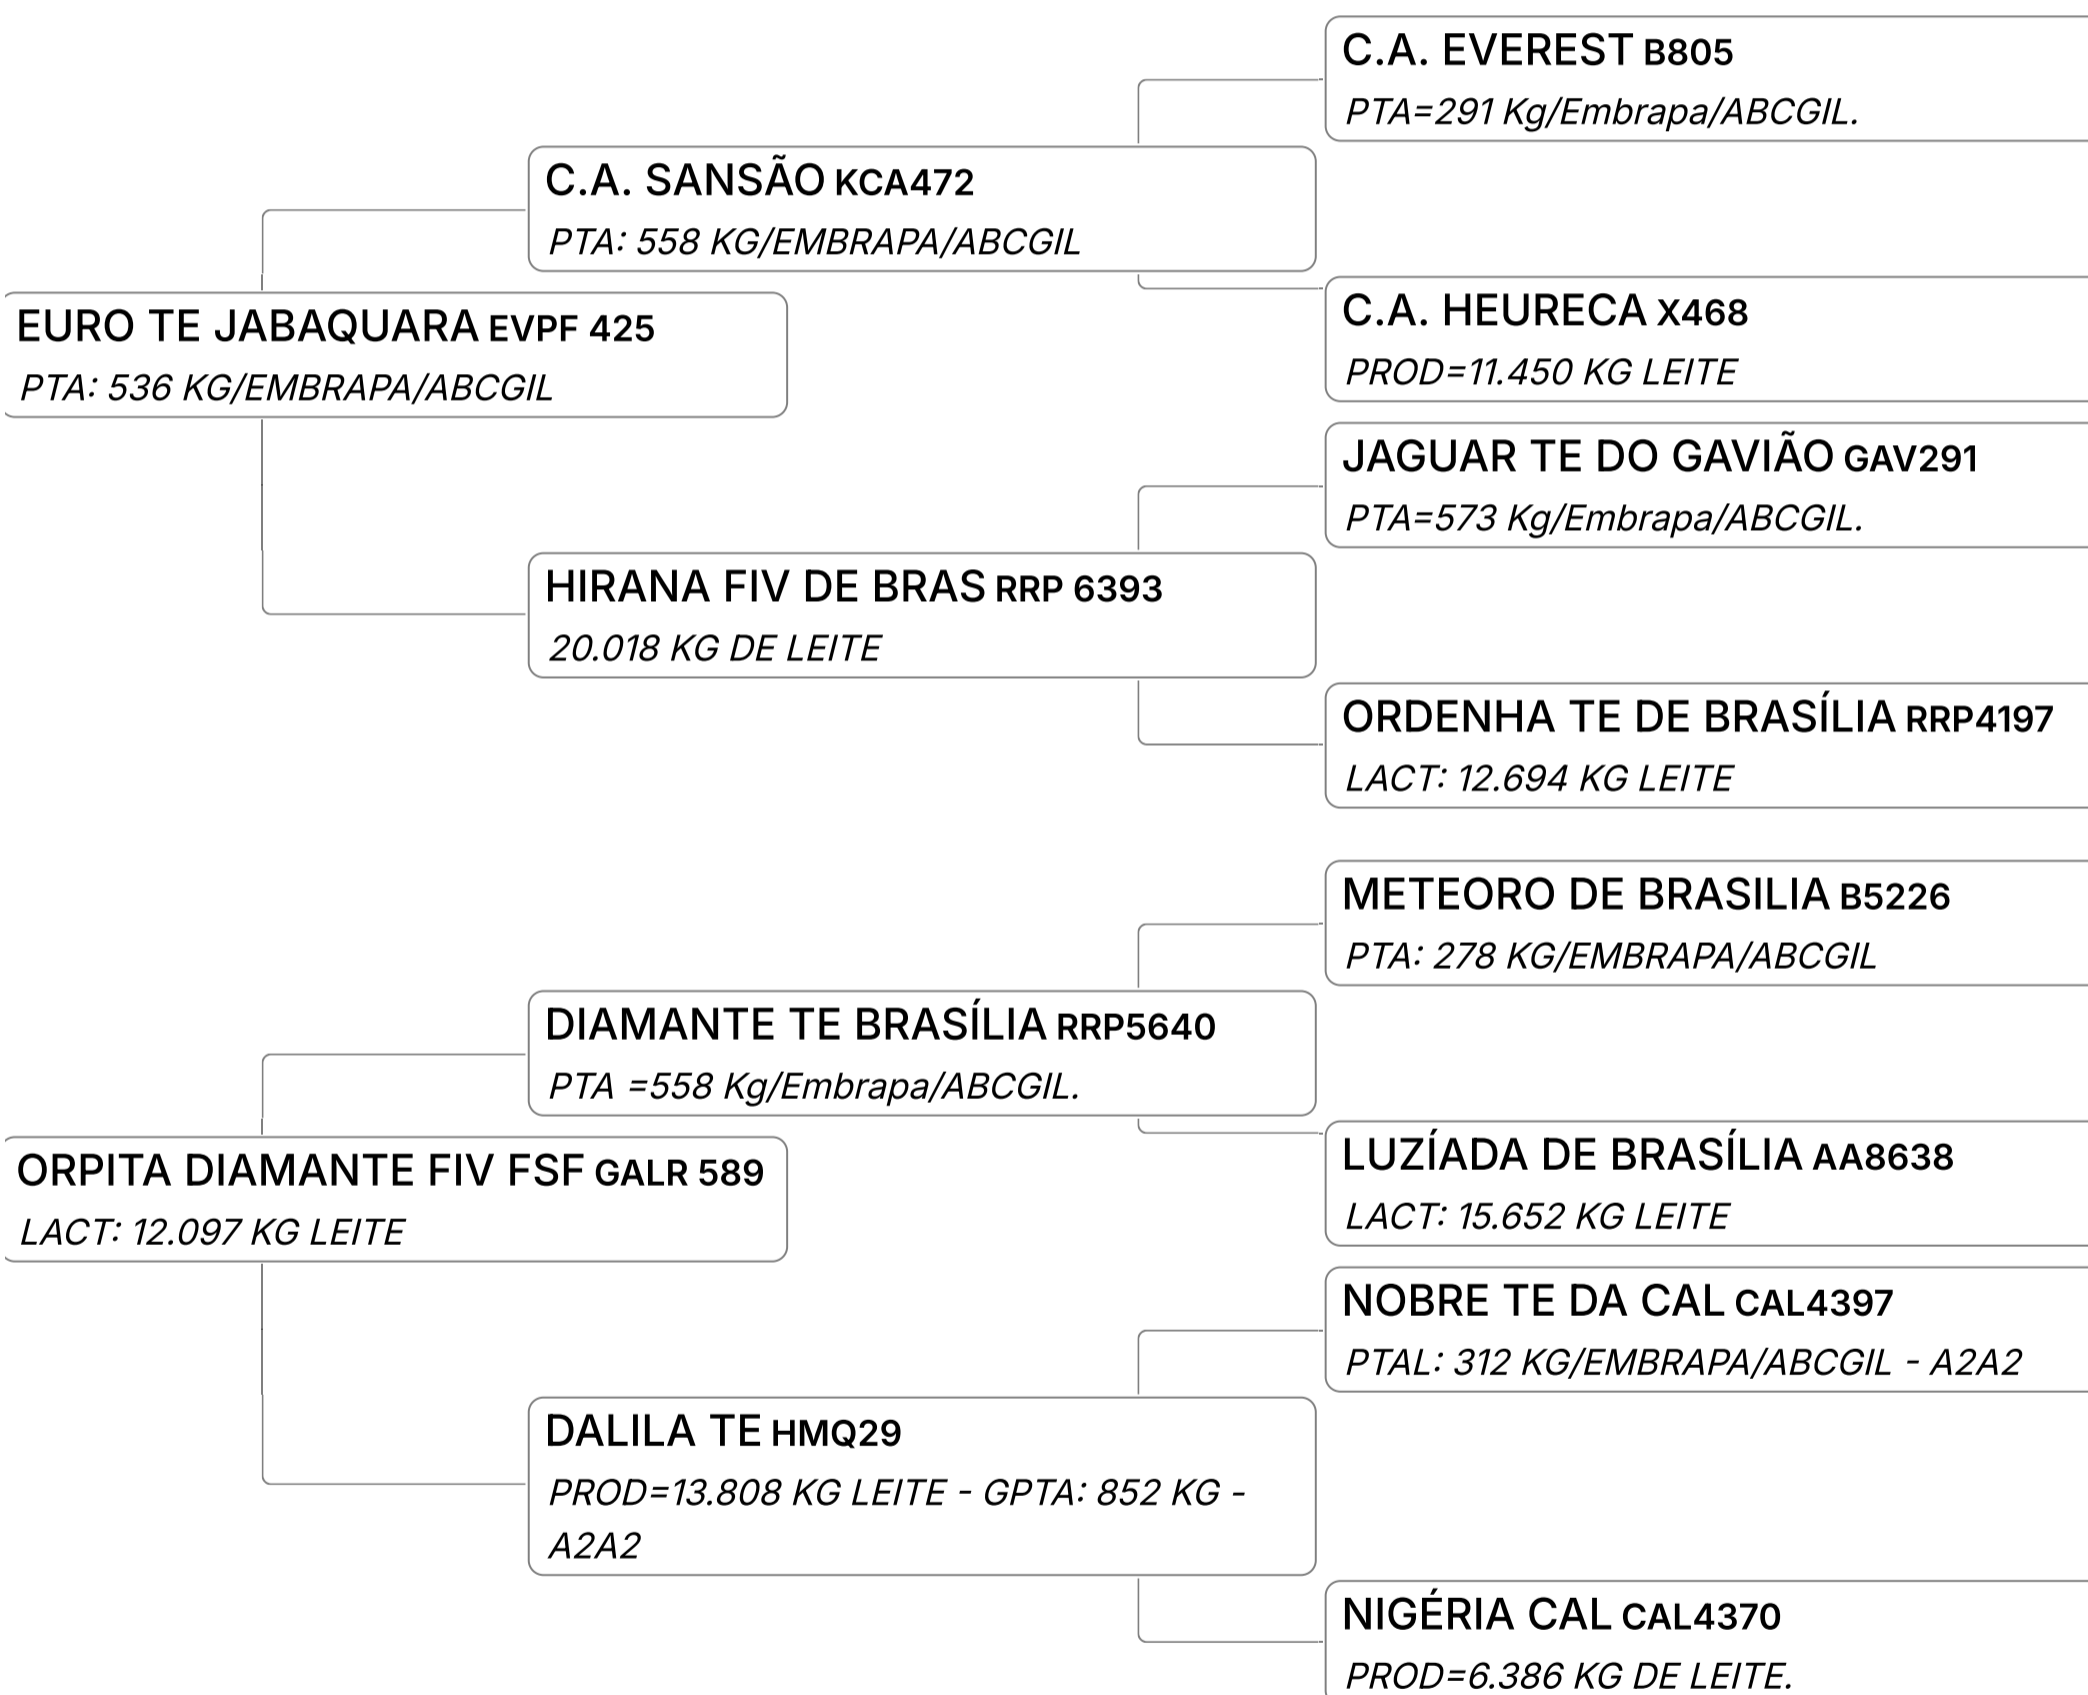 C.A. EVEREST B805
PTA=291 Kg/Embrapa/ABCGIL.
C.A. SANSÃO KCA472
PTA: 558 KG/EMBRAPA/ABCGIL
C.A. HEURECA X468
PROD=11.450 KG LEITE
EURO TE JABAQUARA EVPF 425
PTA: 536 KG/EMBRAPA/ABCGIL
JAGUAR TE DO GAVIÃO GAV291
PTA=573 Kg/Embrapa/ABCGIL.
HIRANA FIV DE BRAS RRP 6393
20.018 KG DE LEITE
ORDENHA TE DE BRASÍLIA RRP4197
LACT: 12.694 KG LEITE
METEORO DE BRASILIA B5226
PTA: 278 KG/EMBRAPA/ABCGIL
DIAMANTE TE BRASÍLIA RRP5640
PTA =558 Kg/Embrapa/ABCGIL.
LUZÍADA DE BRASÍLIA AA8638
LACT: 15.652 KG LEITE
ORPITA DIAMANTE FIV FSF GALR 589
LACT: 12.097 KG LEITE
NOBRE TE DA CAL CAL4397
PTAL: 312 KG/EMBRAPA/ABCGIL - A2A2
DALILA TE HMQ29
PROD=13.808 KG LEITE - GPTA: 852 KG -
A2A2
NIGÉRIA CAL CAL4370
PROD=6.386 KG DE LEITE.